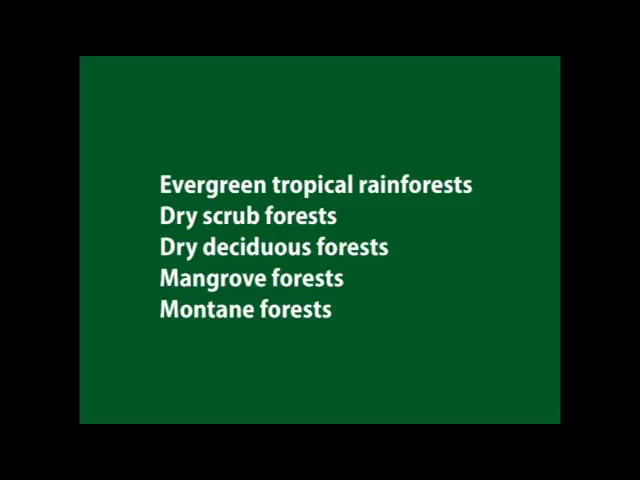 Evergreen tropical rainforests
Dry scrub forests
Dry deciduous forests
Mangrove forests
Montane forests